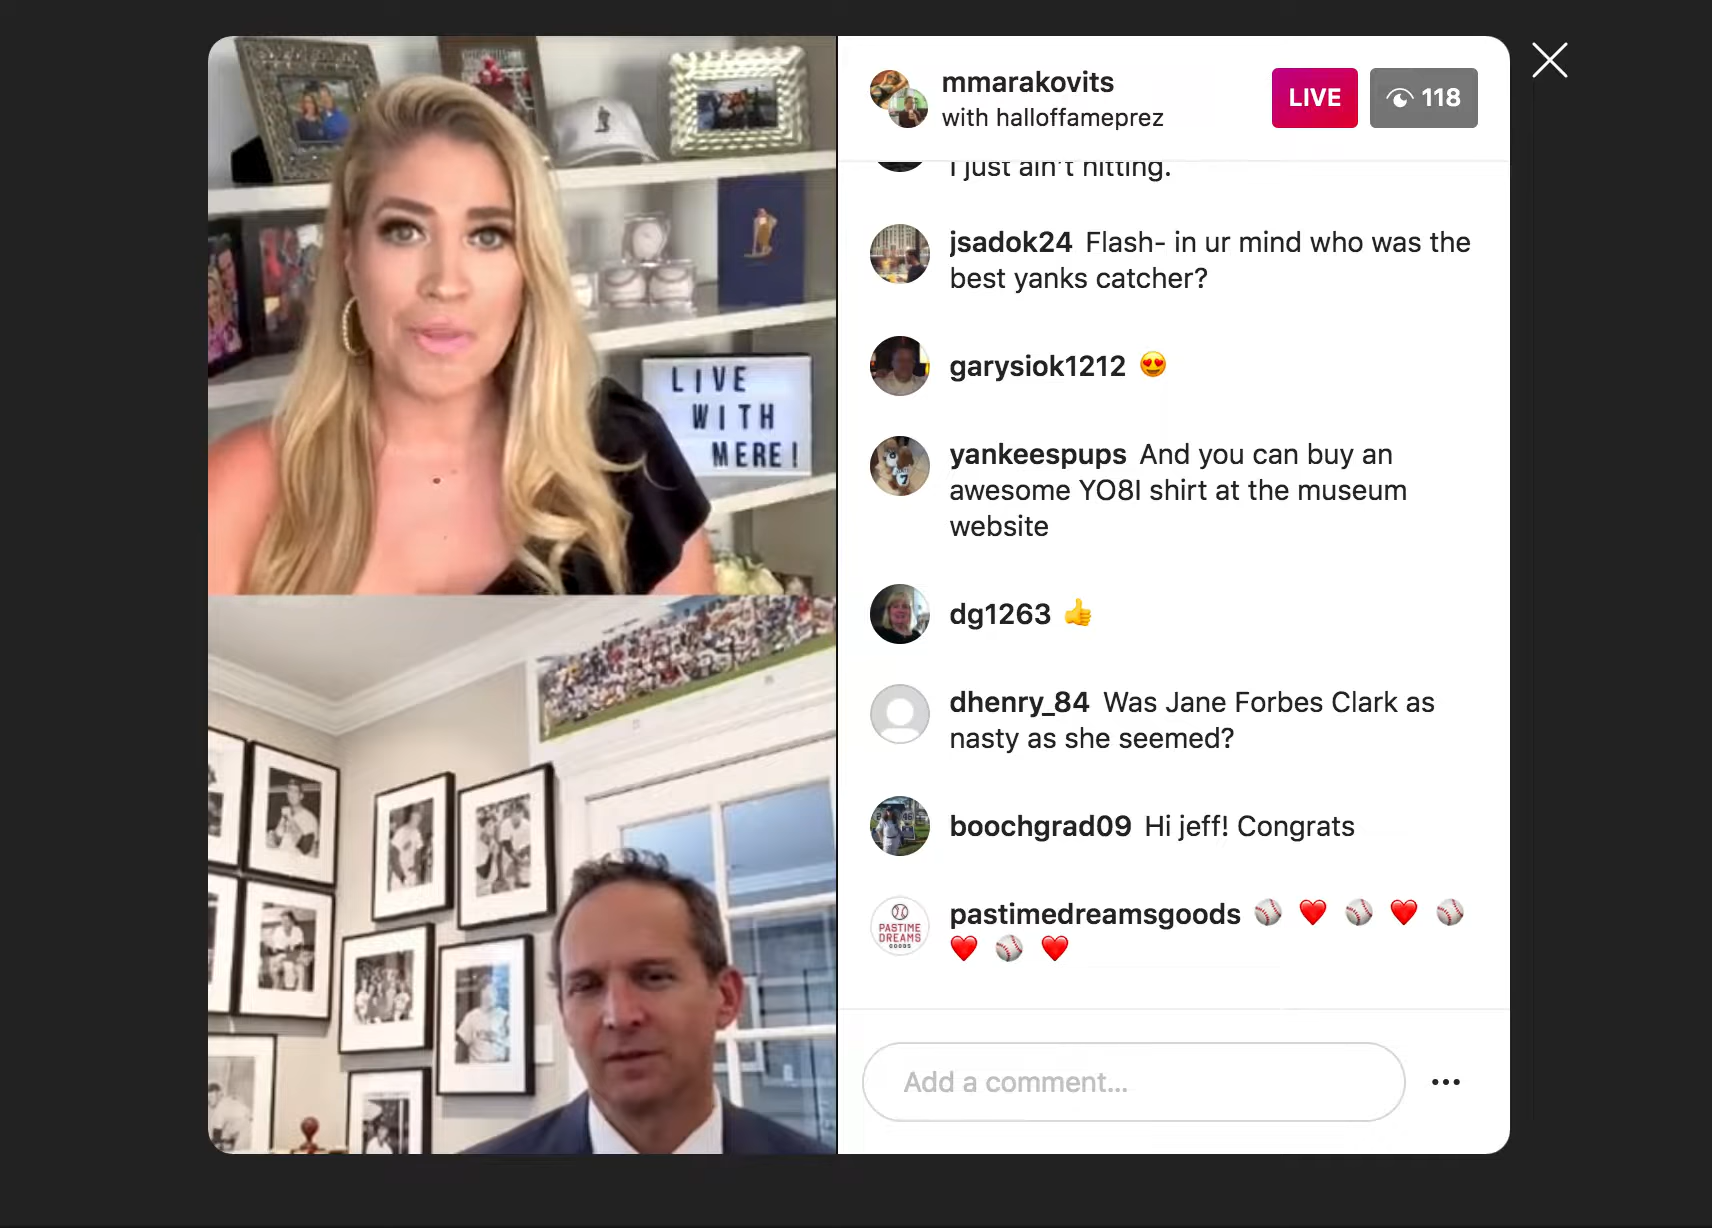 LIVE
WITH
MERE!
mmarakovits
with halloffameprez
LIVE
118
I just ain't hitting.
jsadok24 Flash- in ur mind who was the
best yanks catcher?
garysiok1212 😍
yankeespups And you can buy an
awesome YO8I shirt at the museum
website
dg1263 👍
dhenry_84 Was Jane Forbes Clark as
nasty as she seemed?
boochgrad09 Hi jeff! Congrats
PASTIME
DREAMS
GOODS
pastimedreamsgoods ⚾ ❤️ ⚾ ❤️ ⚾
❤️ ⚾ ❤️
Add a comment...